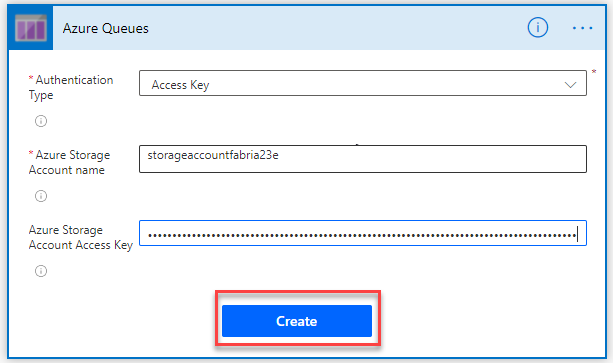 Azure Queues
*Authentication
Type
Access Key
*
*Azure Storage
Account name
storageaccountfabria23e
Azure Storage
Account Access Key
••••••••••••••••••••••••••••••••••••••••••••••••••••••••••••••••••••••••••••••••••••••••
Create